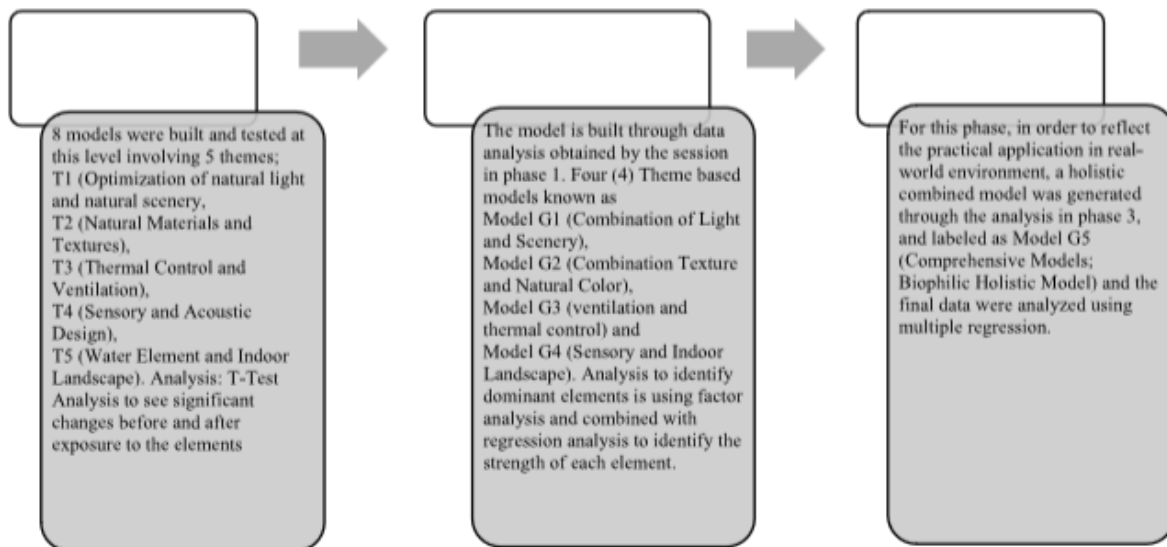 8 models were built and tested at
this level involving 5 themes;
T1 (Optimization of natural light
and natural scenery,
T2 (Natural Materials and
Textures),
T3 (Thermal Control and
Ventilation),
T4 (Sensory and Acoustic
Design),
T5 (Water Element and Indoor
Landscape). Analysis: T-Test
Analysis to see significant
changes before and after
exposure to the elements
The model is built through data
analysis obtained by the session
in phase 1. Four (4) Theme based
models known as
Model G1 (Combination of Light
and Scenery),
Model G2 (Combination Texture
and Natural Color),
Model G3 (ventilation and
thermal control) and
Model G4 (Sensory and Indoor
Landscape). Analysis to identify
dominant elements is using factor
analysis and combined with
regression analysis to identify the
strength of each element.
For this phase, in order to reflect
the practical application in real-
world environment, a holistic
combined model was generated
through the analysis in phase 3,
and labeled as Model G5
(Comprehensive Models;
Biophilic Holistic Model) and the
final data were analyzed using
multiple regression.